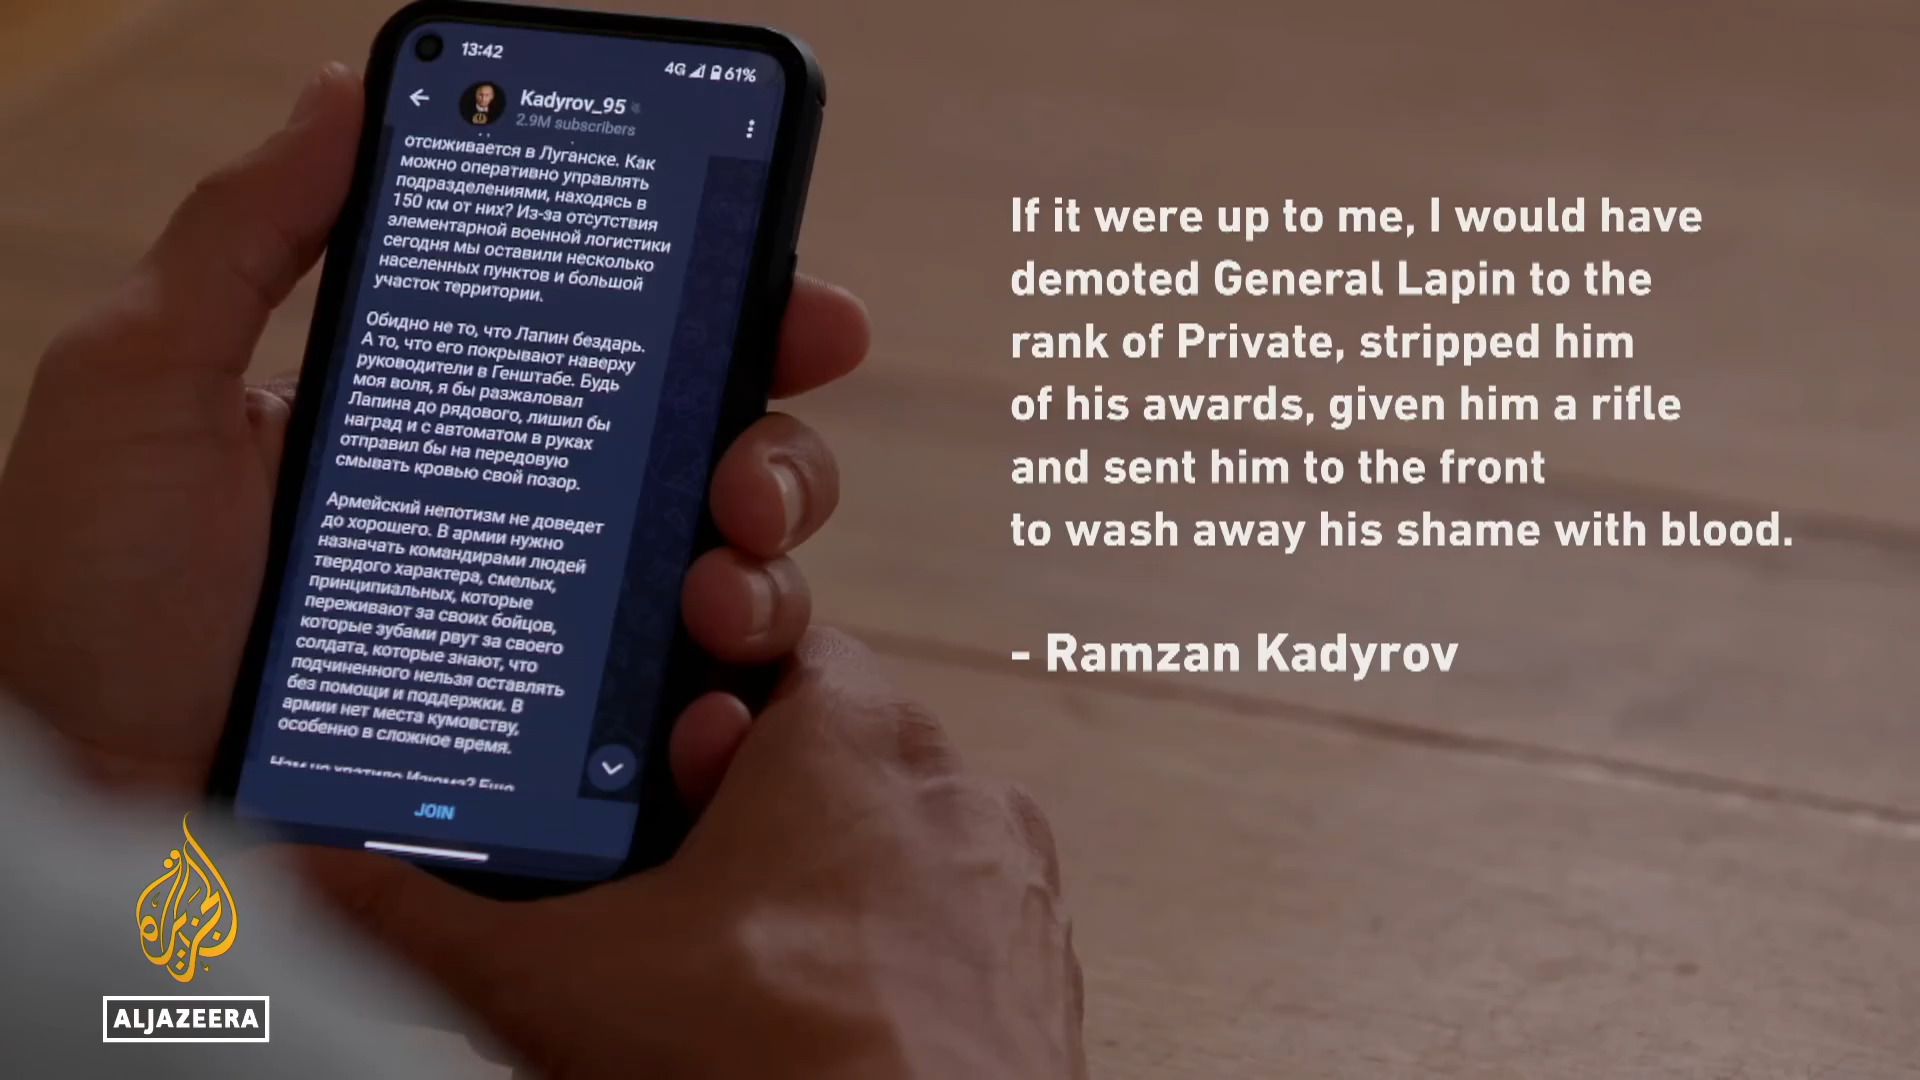 13:42
4G 61%
Kadyrov_95
2.9M subscribers
отсиживается в Луганске. Как
можно оперативно управлять
подразделениями, находясь в
150 км от них? Из-за отсутствия
элементарной военной логистики
сегодня мы оставили несколько
населенных пунктов и большой
участок территории.
Обидно не то, что Лапин бездарь.
А то, что его покрывают наверху
руководители в Генштабе. Будь
моя воля, я бы разжаловал
Лапина до рядового, лишил бы
наград и с автоматом в руках
отправил бы на передовую
смывать кровью свой позор.
Армейский непотизм не доведет
до хорошего. В армии нужно
назначать командирами людей
твердого характера, смелых,
принципиальных, которые
переживают за своих бойцов,
которые зубами рвут за своего
солдата, которые знают, что
подчиненного нельзя оставлять
без помощи и поддержки. В
армии нет места кумовству,
особенно в сложное время.
JOIN
If it were up to me, I would have
demoted General Lapin to the
rank of Private, stripped him
of his awards, given him a rifle
and sent him to the front
to wash away his shame with blood.
- Ramzan Kadyrov
الجزيرة
ALJAZEERA